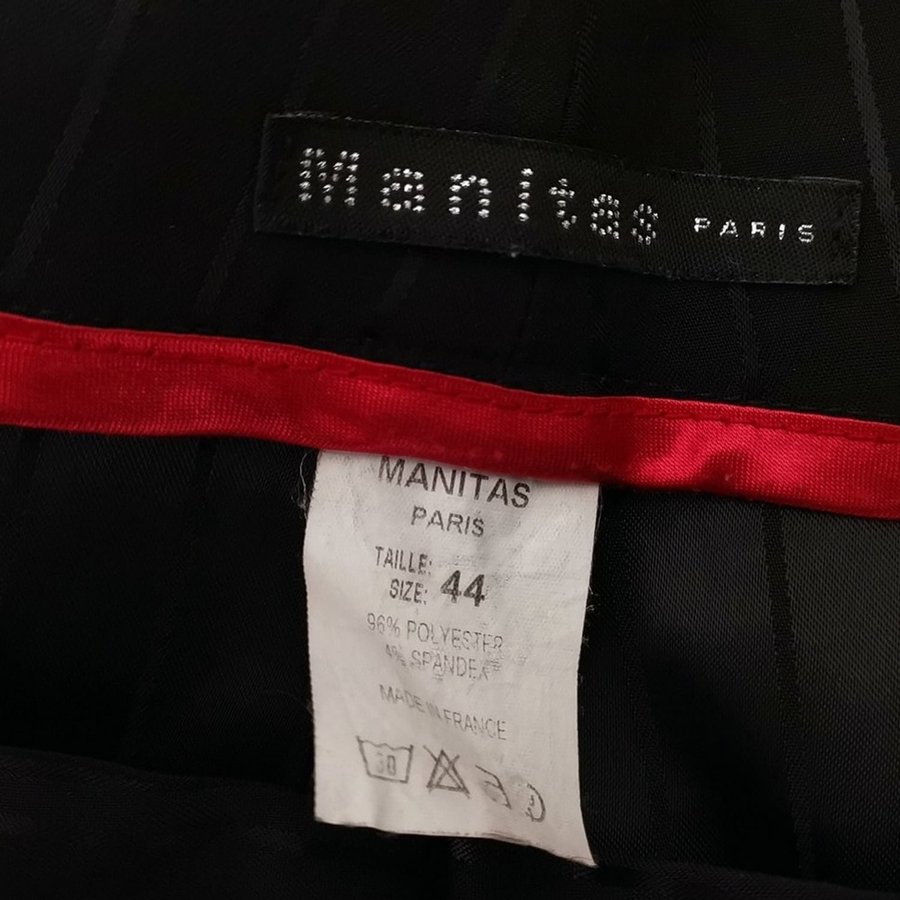 Manitas PARIS
MANITAS
PARIS
TAILLE:
SIZE: 44
96% POLYESTER
4% SPANDEX
MADE IN FRANCE
30